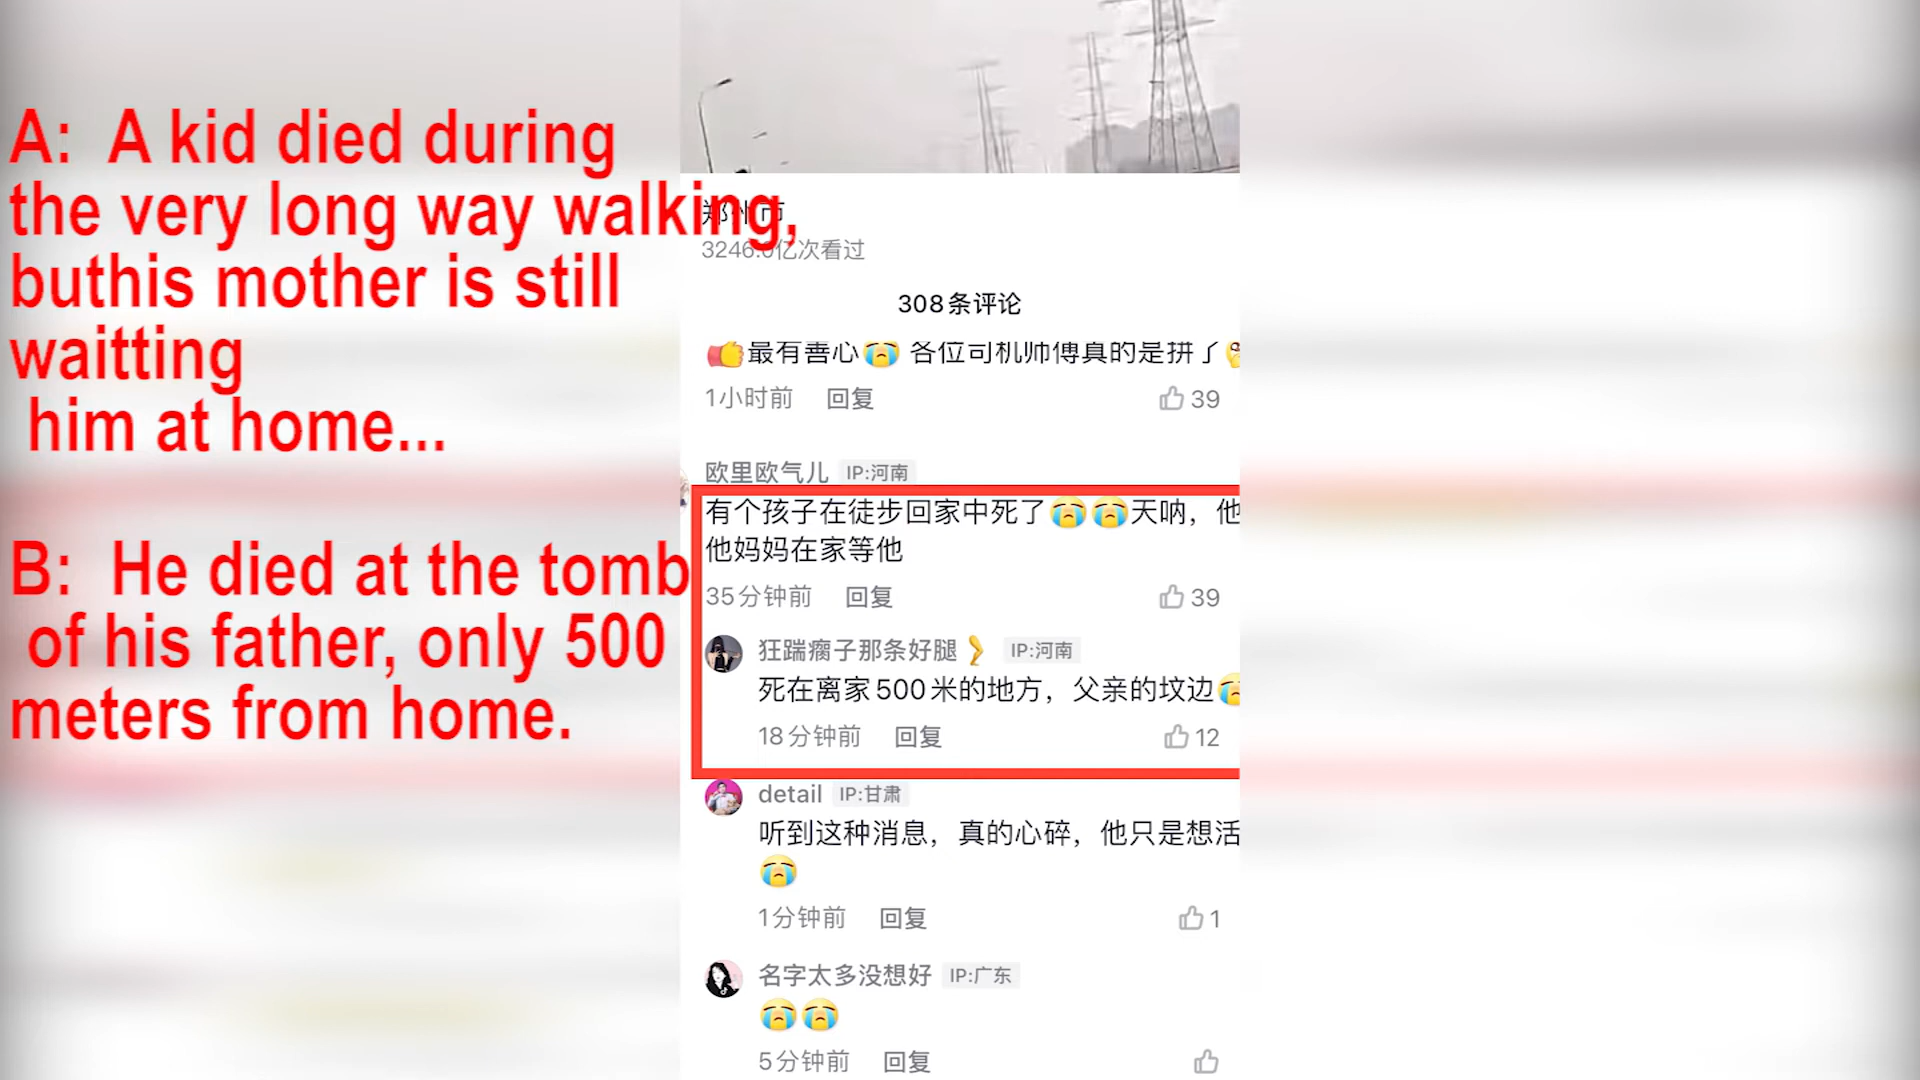 A: A kid died during
the very long way walking,
buthis mother is still
waitting
him at home...
B: He died at the tomb
of his father, only 500
meters from home.
郑州市
3246.0亿次看过
308条评论
最有善心 各位司机师傅真的是拼了
1小时前 回复 39
欧里欧气儿 IP:河南
有个孩子在徒步回家中死了😭😭天呐，他
他妈妈在家等他
35分钟前 回复 39
狂踹瘸子那条好腿 IP:河南
死在离家500米的地方，父亲的坟边😭
18分钟前 回复 12
detail IP:甘肃
听到这种消息，真的心碎，他只是想活
😭
1分钟前 回复 1
名字太多没想好 IP:广东
😭😭
5分钟前 回复